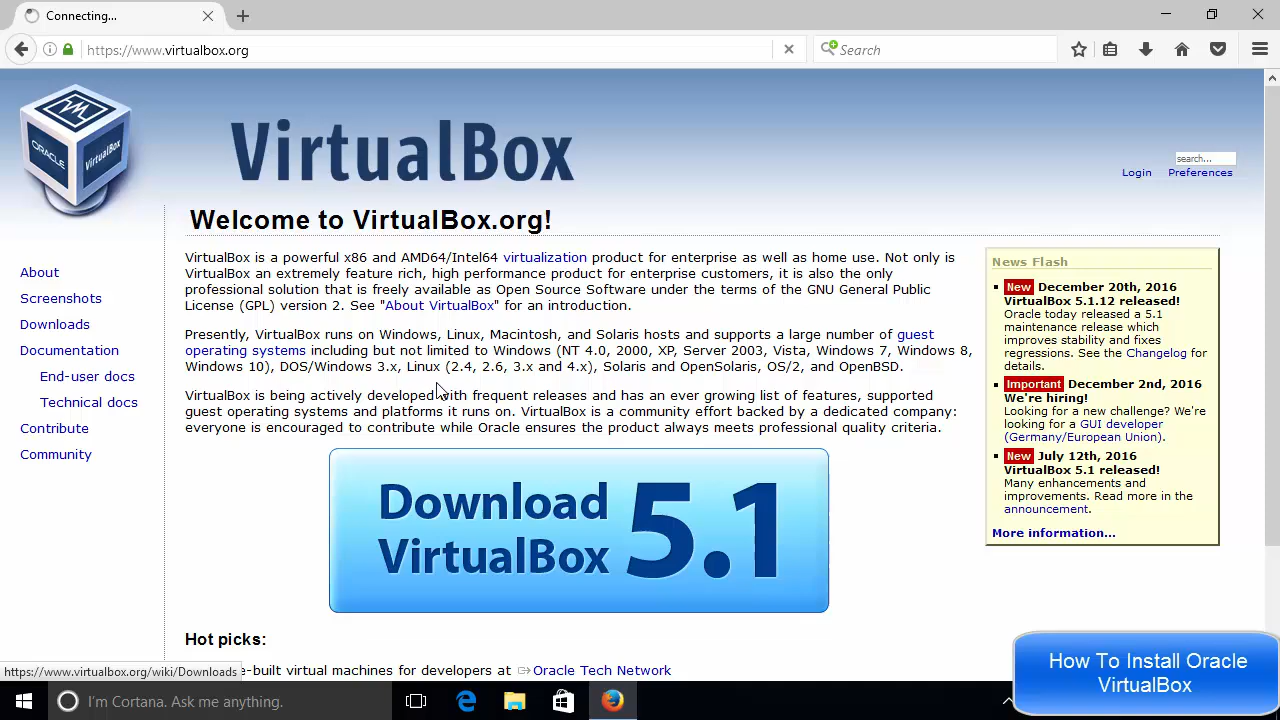 Connecting...
https://www.virtualbox.org
Search
ORACLE
VirtualBox
VirtualBox
search...
Login
Preferences
Welcome to VirtualBox.org!
About
Screenshots
Downloads
Documentation
End-user docs
Technical docs
Contribute
Community
VirtualBox is a powerful x86 and AMD64/Intel64 virtualization product for enterprise as well as home use. Not only is
VirtualBox an extremely feature rich, high performance product for enterprise customers, it is also the only
professional solution that is freely available as Open Source Software under the terms of the GNU General Public
License (GPL) version 2. See "About VirtualBox" for an introduction.
Presently, VirtualBox runs on Windows, Linux, Macintosh, and Solaris hosts and supports a large number of guest
operating systems including but not limited to Windows (NT 4.0, 2000, XP, Server 2003, Vista, Windows 7, Windows 8,
Windows 10), DOS/Windows 3.x, Linux (2.4, 2.6, 3.x and 4.x), Solaris and OpenSolaris, OS/2, and OpenBSD.
VirtualBox is being actively developed with frequent releases and has an ever growing list of features, supported
guest operating systems and platforms it runs on. VirtualBox is a community effort backed by a dedicated company:
everyone is encouraged to contribute while Oracle ensures the product always meets professional quality criteria.
Download
VirtualBox
5.1
Hot picks:
e-built virtual machines for developers at Oracle Tech Network
News Flash
New December 20th, 2016
VirtualBox 5.1.12 released!
Oracle today released a 5.1
maintenance release which
improves stability and fixes
regressions. See the Changelog for
details.
Important December 2nd, 2016
We're hiring!
Looking for a new challenge? We're
looking for a GUI developer
(Germany/European Union).
New July 12th, 2016
VirtualBox 5.1 released!
Many enhancements and
improvements. Read more in the
announcement.
More information...
https://www.virtualbox.org/wiki/Downloads
How To Install Oracle
VirtualBox
I'm Cortana. Ask me anything.